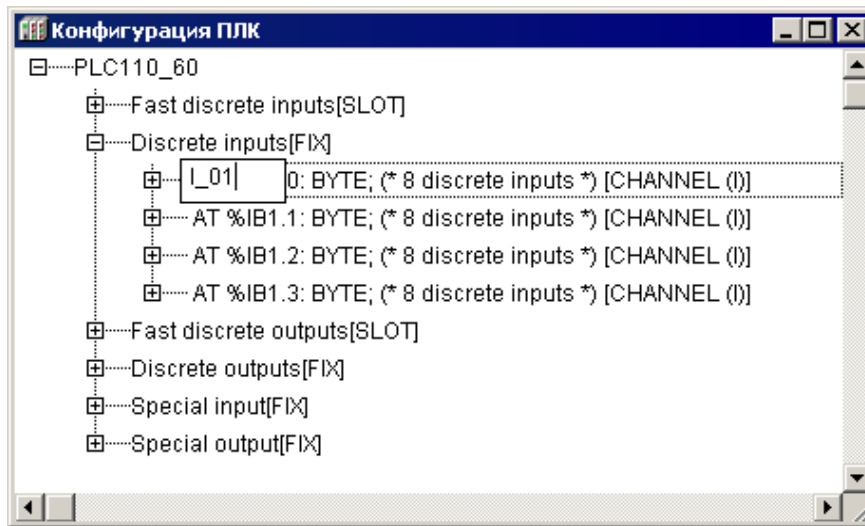 Конфигурация ПЛК
PLC110_60
Fast discrete inputs[SLOT]
Discrete inputs[FIX]
I_01 0: BYTE; (* 8 discrete inputs *) [CHANNEL (I)]
AT %IB1.1: BYTE; (* 8 discrete inputs *) [CHANNEL (I)]
AT %IB1.2: BYTE; (* 8 discrete inputs *) [CHANNEL (I)]
AT %IB1.3: BYTE; (* 8 discrete inputs *) [CHANNEL (I)]
Fast discrete outputs[SLOT]
Discrete outputs[FIX]
Special input[FIX]
Special output[FIX]